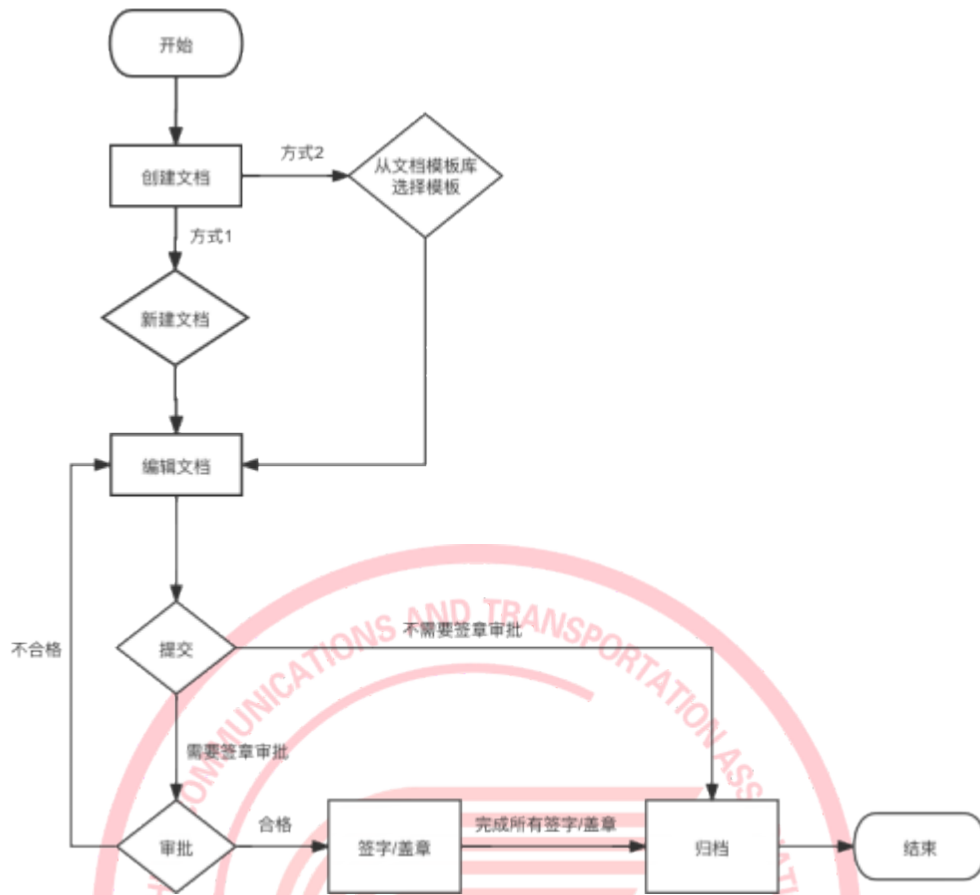 开始
创建文档
方式2
从文档模板库
选择模板
方式1
新建文档
编辑文档
不合格
提交
不需要签章审批
需要签章审批
审批
合格
签字/盖章
完成所有签字/盖章
归档
结束
COMMUNICATIONS AND TRANSPORTATION